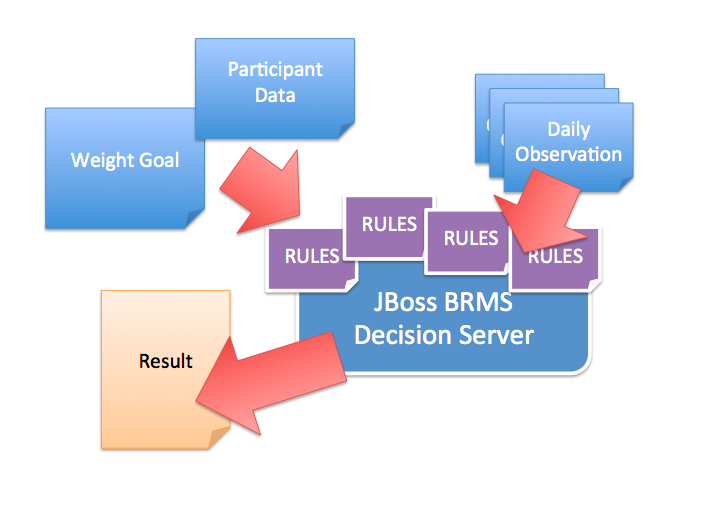 Participant
Data
Weight Goal
Daily
Observation
RULES
RULES
RULES
RULES
JBoss BRMS
Decision Server
Result